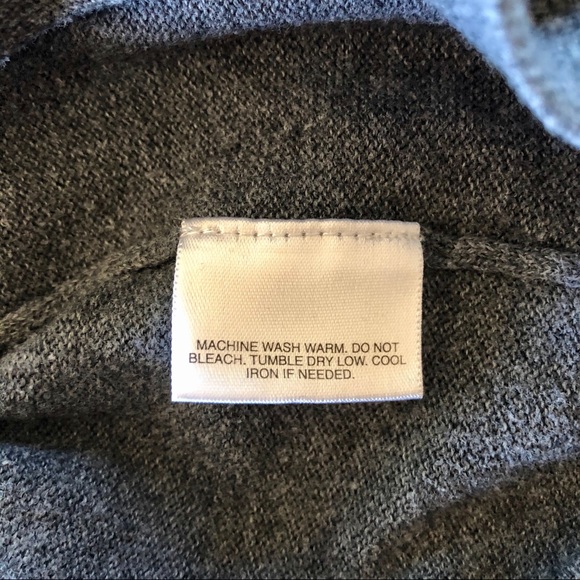 MACHINE WASH WARM. DO NOT
BLEACH. TUMBLE DRY LOW. COOL
IRON IF NEEDED.